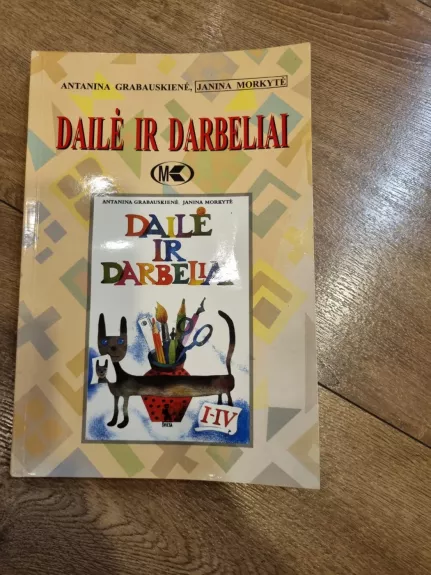 ANTANINA GRABAUSKIENĖ, JANINA MORKYTĖ
DAILĖ IR DARBELIAI
MK
ANTANINA GRABAUSKIENĖ. JANINA MORKYTĖ
DAILĖ
IR
DARBELIAI
I-IV